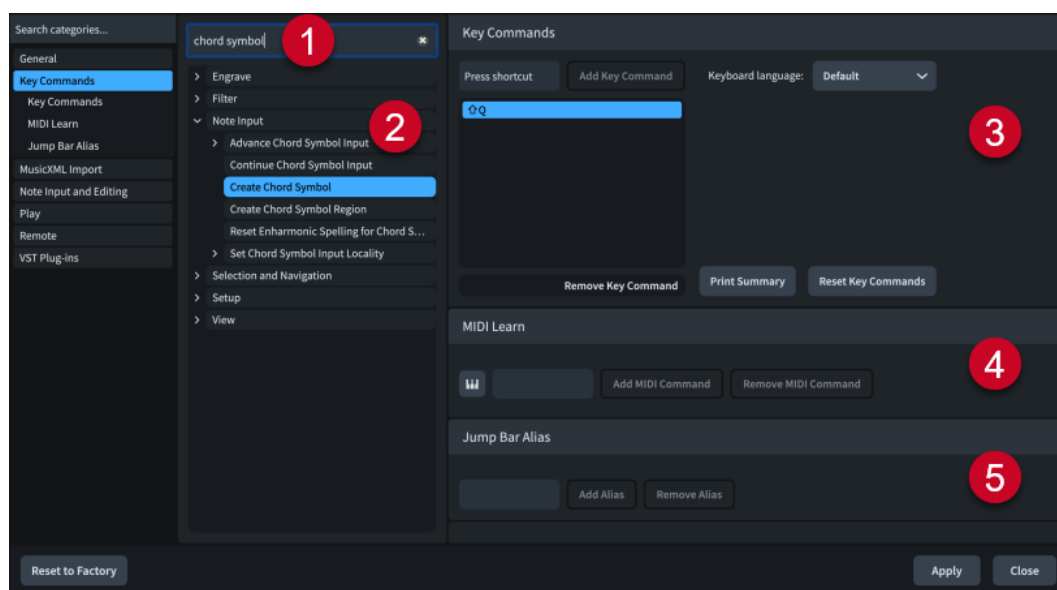 Search categories...
General
Key Commands
Key Commands
MIDI Learn
Jump Bar Alias
MusicXML Import
Note Input and Editing
Play
Remote
VST Plug-ins
chord symbol
1
Engrave
Filter
Note Input
2
Advance Chord Symbol Input
Continue Chord Symbol Input
Create Chord Symbol
Create Chord Symbol Region
Reset Enharmonic Spelling for Chord S...
Set Chord Symbol Input Locality
Selection and Navigation
Setup
View
Key Commands
Press shortcut Add Key Command Keyboard language: Default
⇧Q
3
Remove Key Command Print Summary Reset Key Commands
MIDI Learn
4
Add MIDI Command Remove MIDI Command
Jump Bar Alias
5
Add Alias Remove Alias
Reset to Factory Apply Close